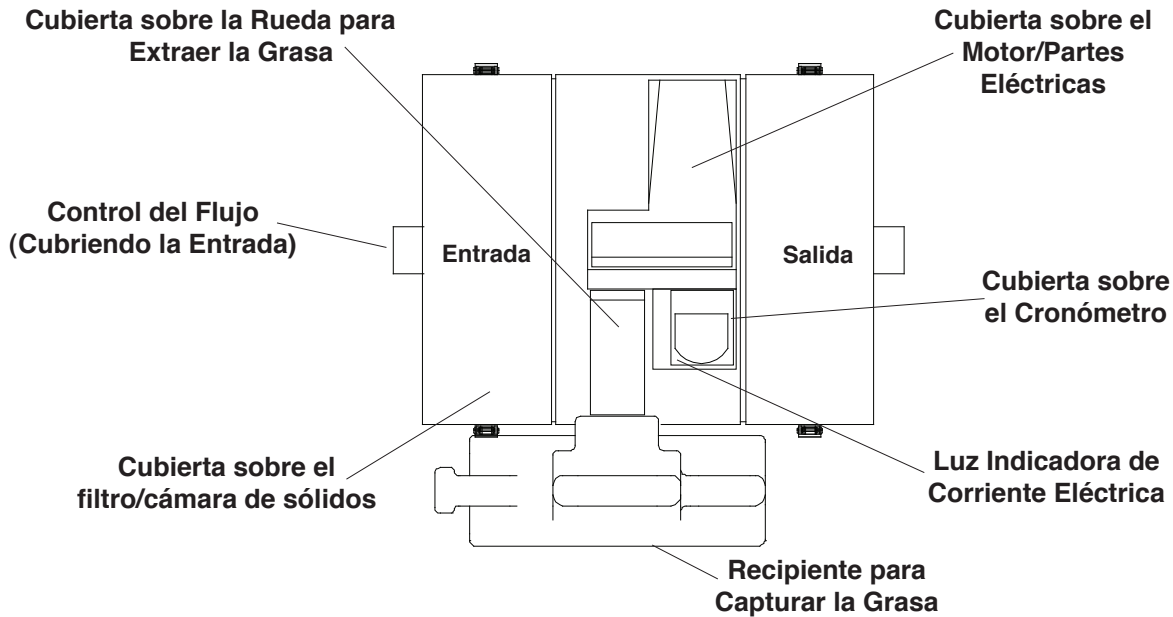 Cubierta sobre la Rueda para
Extraer la Grasa
Cubierta sobre el
Motor/Partes
Eléctricas
Control del Flujo
(Cubriendo la Entrada)
Entrada
Salida
Cubierta sobre
el Cronómetro
Cubierta sobre el
filtro/cámara de sólidos
Luz Indicadora de
Corriente Eléctrica
Recipiente para
Capturar la Grasa